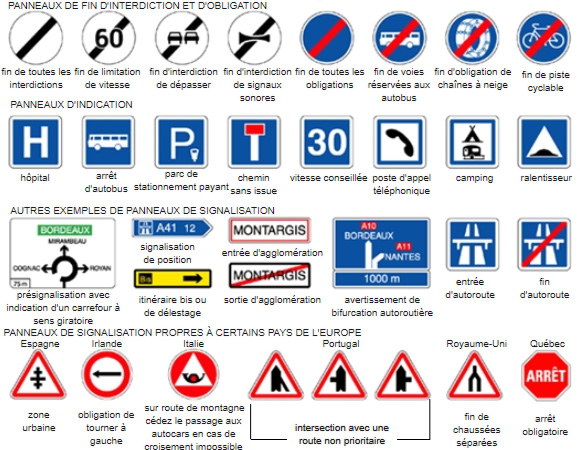 PANNEAUX DE FIN D'INTERDICTION ET D'OBLIGATION
60
fin de toutes les
interdictions
fin de limitation
de vitesse
fin d'interdiction
de dépasser
fin d'interdiction
de signaux
sonores
fin de toutes les
obligations
fin de voies
réservées aux
autobus
fin d'obligation de
chaînes à neige
fin de piste
cyclable
PANNEAUX D'INDICATION
H
P
30
hôpital
arrêt
d'autobus
parc de
stationnement payant
chemin
sans issue
vitesse conseillée
poste d'appel
téléphonique
camping
ralentisseur
AUTRES EXEMPLES DE PANNEAUX DE SIGNALISATION
BORDEAUX
MIRAMBEAU
COGNAC
ROYAN
75 m
présignalisation avec
indication d'un carrefour à
sens giratoire
A41 12
signalisation
de position
Bis
itinéraire bis ou
de délestage
MONTARGIS
entrée d'agglomération
MONTARGIS
sortie d'agglomération
A10
BORDEAUX
A11
NANTES
1000 m
avertissement de
bifurcation autoroutière
entrée
d'autoroute
fin
d'autoroute
PANNEAUX DE SIGNALISATION PROPRES À CERTAINS PAYS DE L'EUROPE
Espagne
Irlande
Italie
Portugal
Royaume-Uni
Québec
ARRÊT
zone
urbaine
obligation de
tourner à
gauche
sur route de montagne
cédez le passage aux
autocars en cas de
croisement impossible
intersection avec une
route non prioritaire
fin de
chaussées
séparées
arrêt
obligatoire